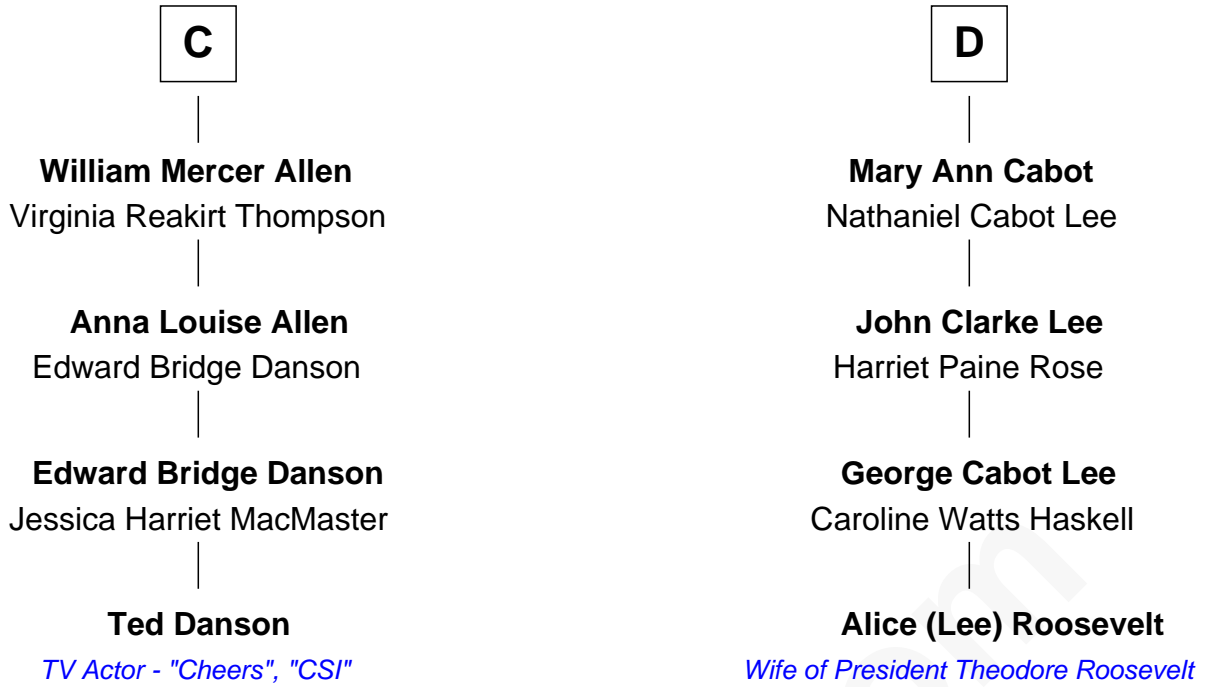 C
William Mercer Allen
Virginia Reakirt Thompson
Anna Louise Allen
Edward Bridge Danson
Edward Bridge Danson
Jessica Harriet MacMaster
Ted Danson
TV Actor - "Cheers", "CSI"
D
Mary Ann Cabot
Nathaniel Cabot Lee
John Clarke Lee
Harriet Paine Rose
George Cabot Lee
Caroline Watts Haskell
Alice (Lee) Roosevelt
Wife of President Theodore Roosevelt